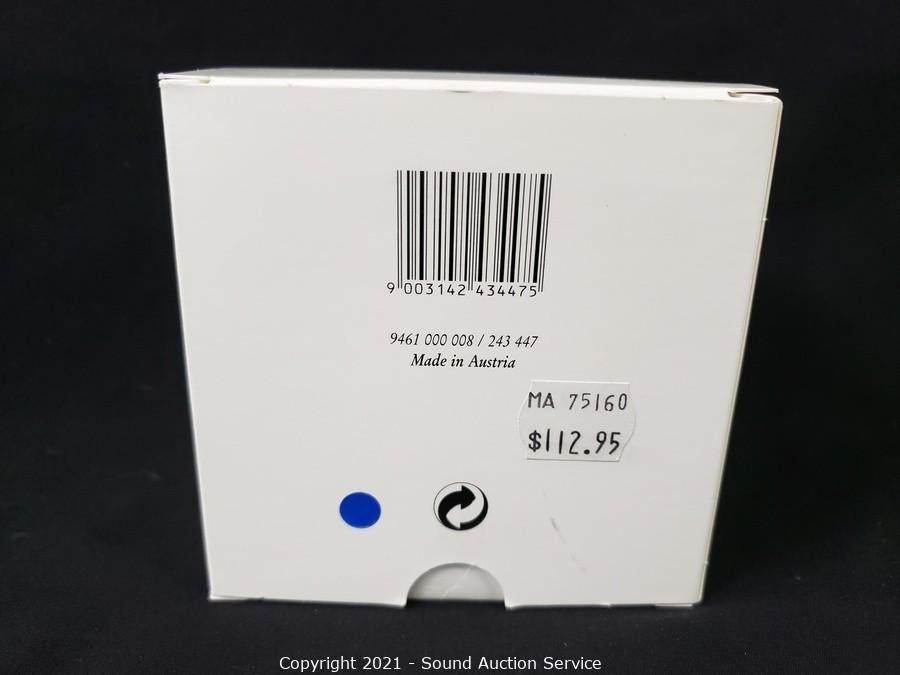 9 003142 434475
9461 000 008 / 243 447
Made in Austria
MA 75160
$112.95
Copyright 2021 - Sound Auction Service